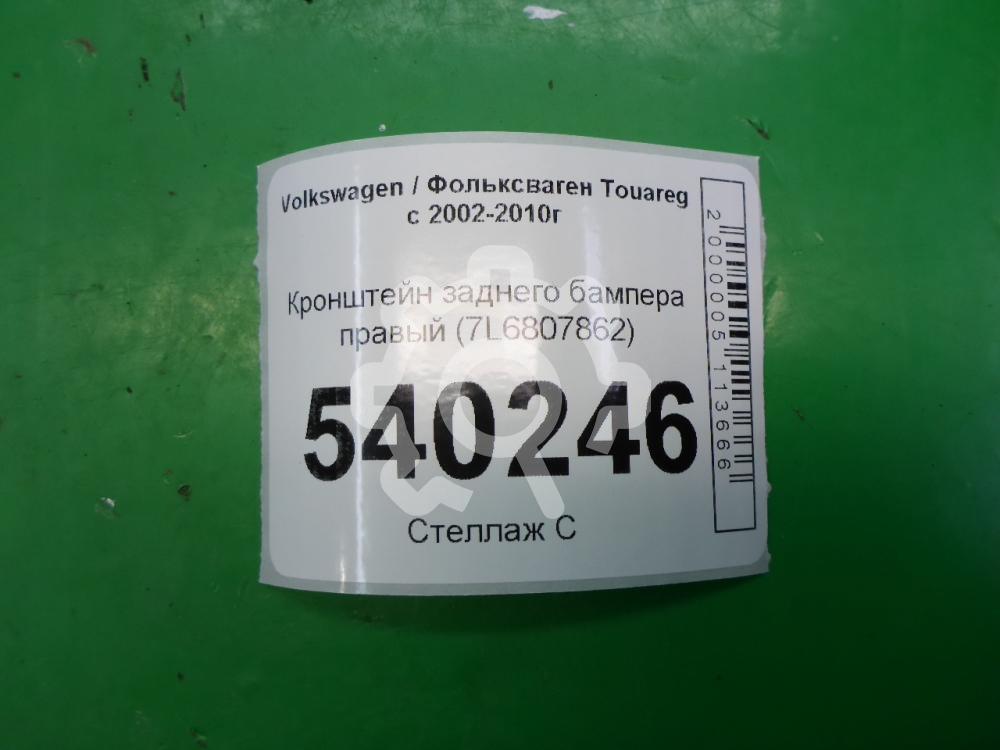 Volkswagen / Фольксваген Touareg
с 2002-2010г
Кронштейн заднего бампера
правый (7L6807862)
540246
Стеллаж С
2000005113666